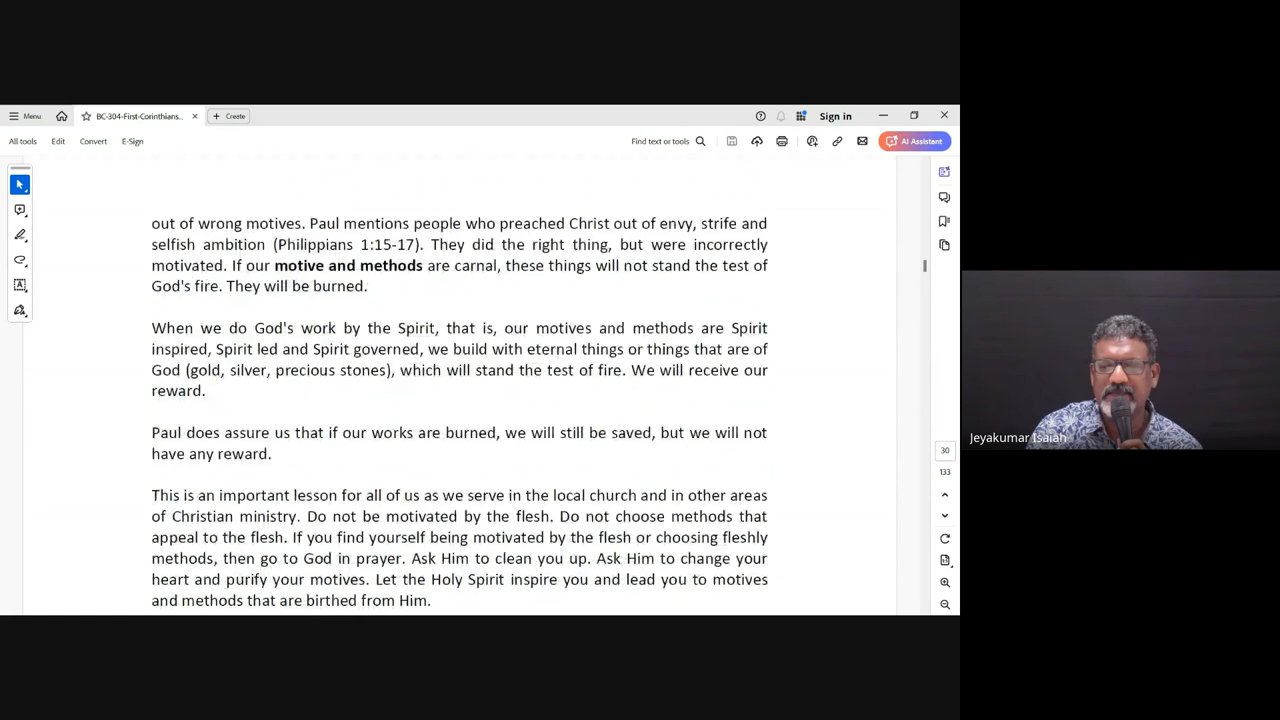 Menu
BC-304-First-Corinthians...
Create
Sign in
All tools
Edit
Convert
E-Sign
Find text or tools
AI Assistant
out of wrong motives. Paul mentions people who preached Christ out of envy, strife and
selfish ambition (Philippians 1:15-17). They did the right thing, but were incorrectly
motivated. If our motive and methods are carnal, these things will not stand the test of
God's fire. They will be burned.
When we do God's work by the Spirit, that is, our motives and methods are Spirit
inspired, Spirit led and Spirit governed, we build with eternal things or things that are of
God (gold, silver, precious stones), which will stand the test of fire. We will receive our
reward.
Paul does assure us that if our works are burned, we will still be saved, but we will not
have any reward.
This is an important lesson for all of us as we serve in the local church and in other areas
of Christian ministry. Do not be motivated by the flesh. Do not choose methods that
appeal to the flesh. If you find yourself being motivated by the flesh or choosing fleshly
methods, then go to God in prayer. Ask Him to clean you up. Ask Him to change your
heart and purify your motives. Let the Holy Spirit inspire you and lead you to motives
and methods that are birthed from Him.
30
133
Jeyakumar Isaiah